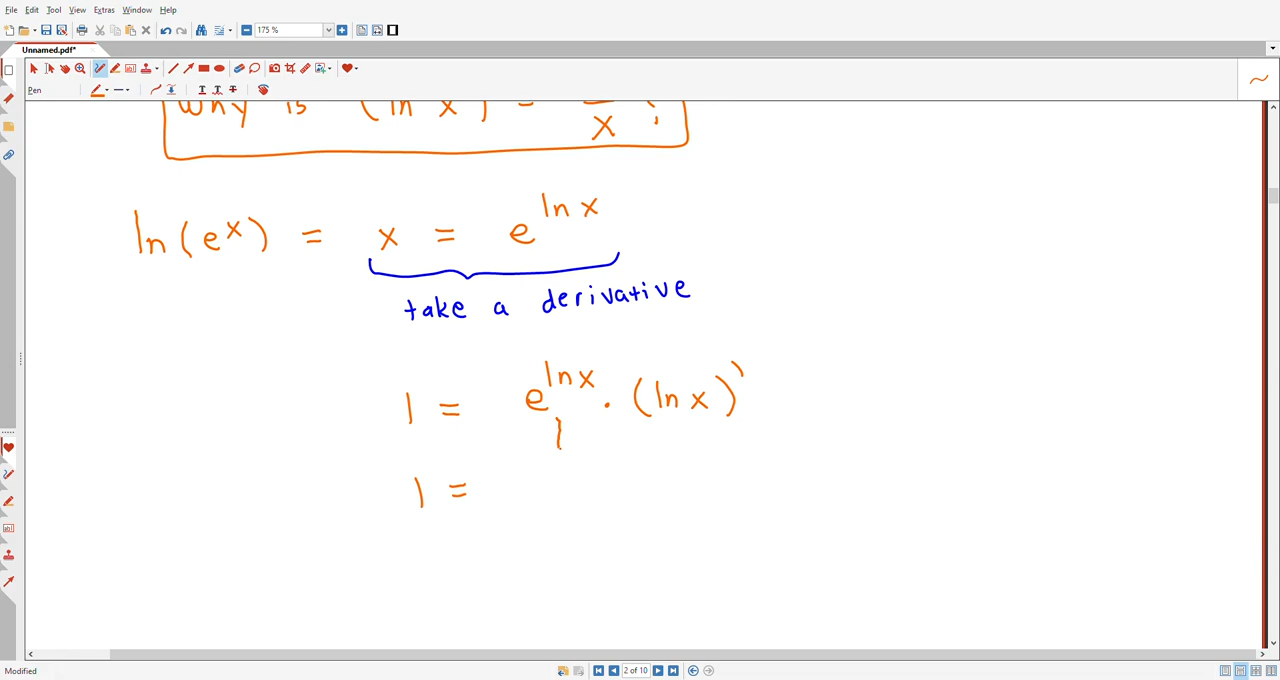 File Edit Tool View Extras Window Help
175 %
Unnamed.pdf*
Pen
Why is (ln x)
x
ln(e^x) = x = e^{ln x}
take a derivative
1 = e^{ln x} · (ln x)'
1 =
2 of 10
Modified